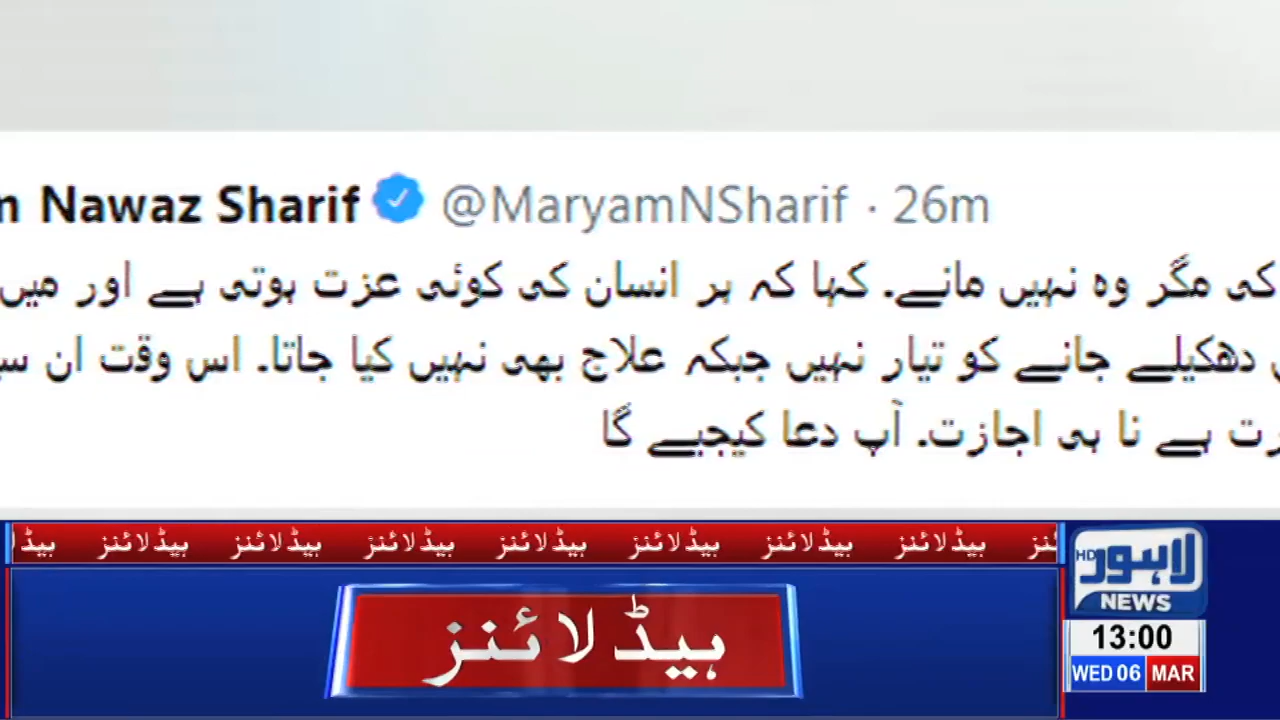 Nawaz Sharif @MaryamNSharif · 26m
کی مگر وہ نہیں مانے۔ کہا کہ ہر انسان کی کوئی عزت ہوتی ہے اور میں
دھکیلے جانے کو تیار نہیں جبکہ علاج بھی نہیں کیا جاتا۔ اس وقت ان
ہے نا ہی اجازت۔ آپ دعا کیجیے گا
ہیڈلائنز ہیڈلائنز ہیڈلائنز ہیڈلائنز ہیڈلائنز ہیڈلائنز ہیڈلائنز
ہیڈلائنز
لاہور HD
NEWS
13:00
WED 06 MAR